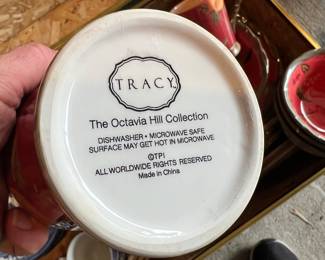 TRACY
The Octavia Hill Collection
DISHWASHER • MICROWAVE SAFE
SURFACE MAY GET HOT IN MICROWAVE
©TPI
ALL WORLDWIDE RIGHTS RESERVED
Made in China